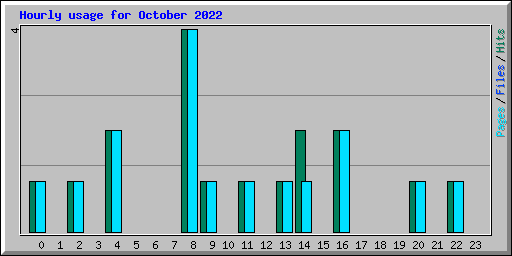 Hourly usage for October 2022
4
Pages/Files/Hits
0 1 2 3 4 5 6 7 8 9 10 11 12 13 14 15 16 17 18 19 20 21 22 23